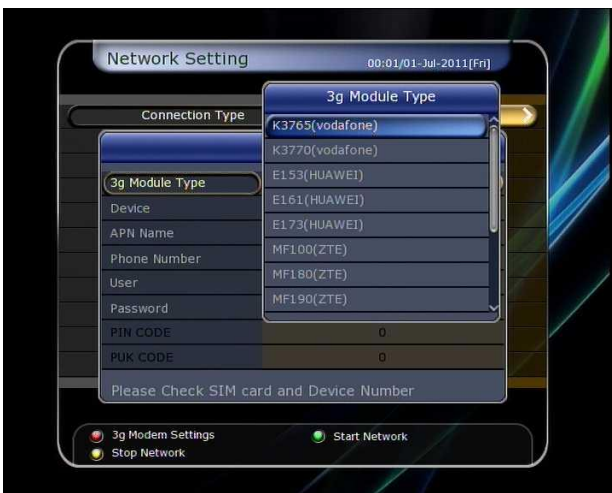 Network Setting
00:01/01-Jul-2011[Fri]
3g Module Type
Connection Type
K3765(vodafone)
K3770(vodafone)
E153(HUAWEI)
E161(HUAWEI)
E173(HUAWEI)
MF100(ZTE)
MF180(ZTE)
MF190(ZTE)
3g Module Type
Device
APN Name
Phone Number
User
Password
PIN CODE 0
PUK CODE 0
Please Check SIM card and Device Number
3g Modem Settings Start Network
Stop Network